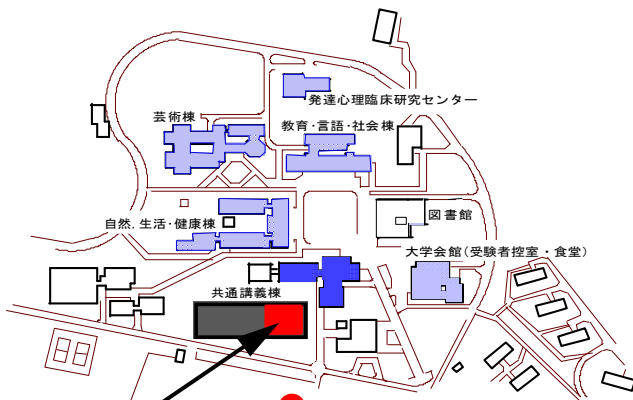 発達心理臨床研究センター
芸術棟
教育・言語・社会棟
図書館
自然，生活・健康棟
大学会館（受験者控室・食堂）
共通講義棟